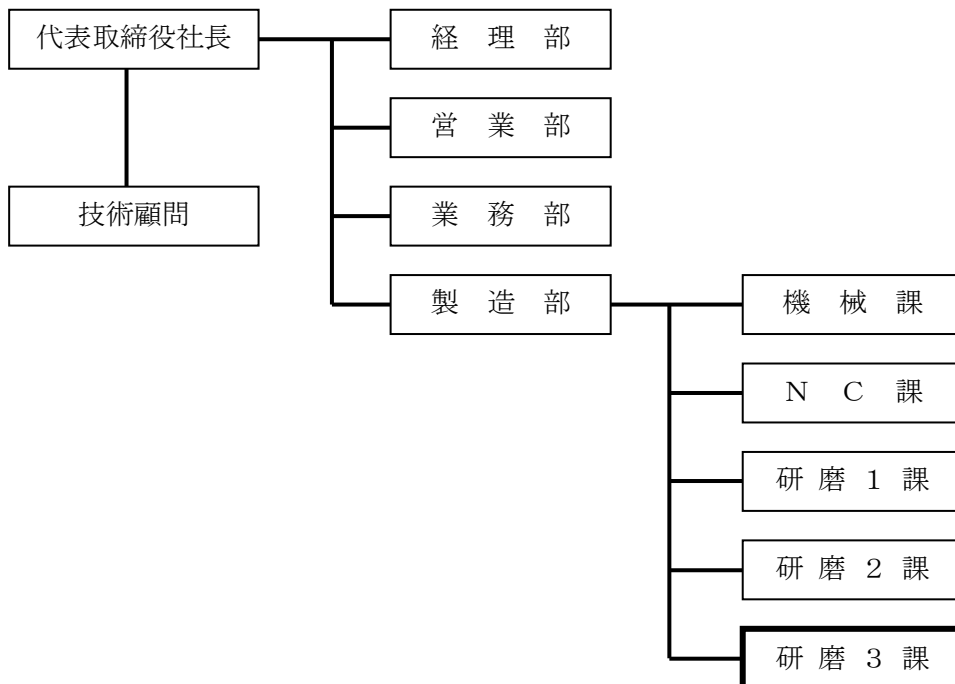 代表取締役社長
経 理 部
営 業 部
技術顧問
業 務 部
製 造 部
機 械 課
Ｎ Ｃ 課
研 磨 １ 課
研 磨 ２ 課
研 磨 ３ 課